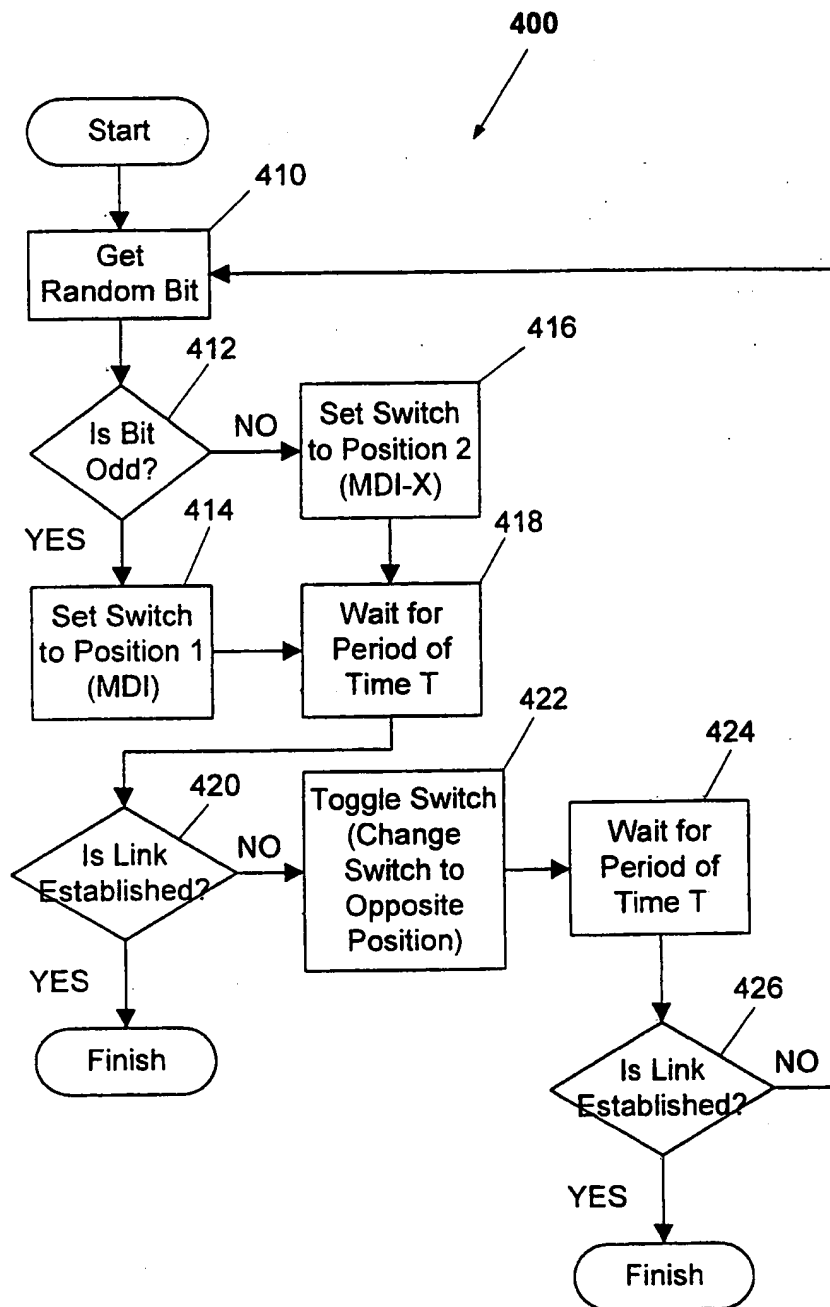 400
Start
410
Get
Random Bit
412
Is Bit
Odd?
NO
416
Set Switch
to Position 2
(MDI-X)
YES
414
Set Switch
to Position 1
(MDI)
418
Wait for
Period of
Time T
420
Is Link
Established?
NO
422
Toggle Switch
(Change
Switch to
Opposite
Position)
424
Wait for
Period of
Time T
YES
Finish
426
Is Link
Established?
NO
YES
Finish